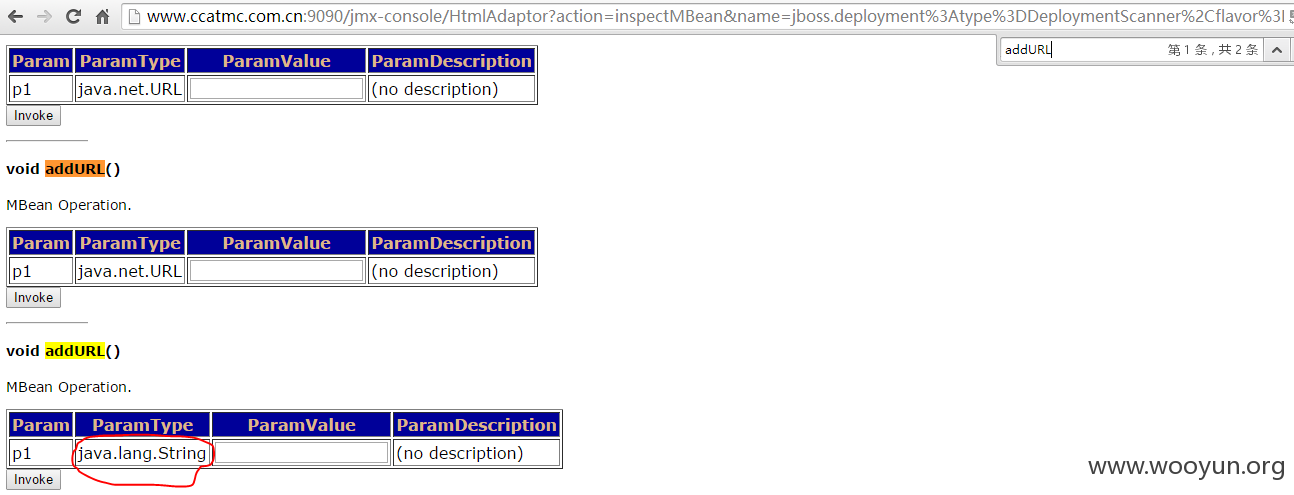 www.ccatmc.com.cn:9090/jmx-console/HtmlAdaptor?action=inspectMBean&name=jboss.deployment%3Atype%3DDeploymentScanner%2Cflavor%3
addURL 第 1 条，共 2 条
Param ParamType ParamValue ParamDescription
p1 java.net.URL (no description)
Invoke
void addURL()
MBean Operation.
Param ParamType ParamValue ParamDescription
p1 java.net.URL (no description)
Invoke
void addURL()
MBean Operation.
Param ParamType ParamValue ParamDescription
p1 java.lang.String (no description)
Invoke
www.wooyun.org